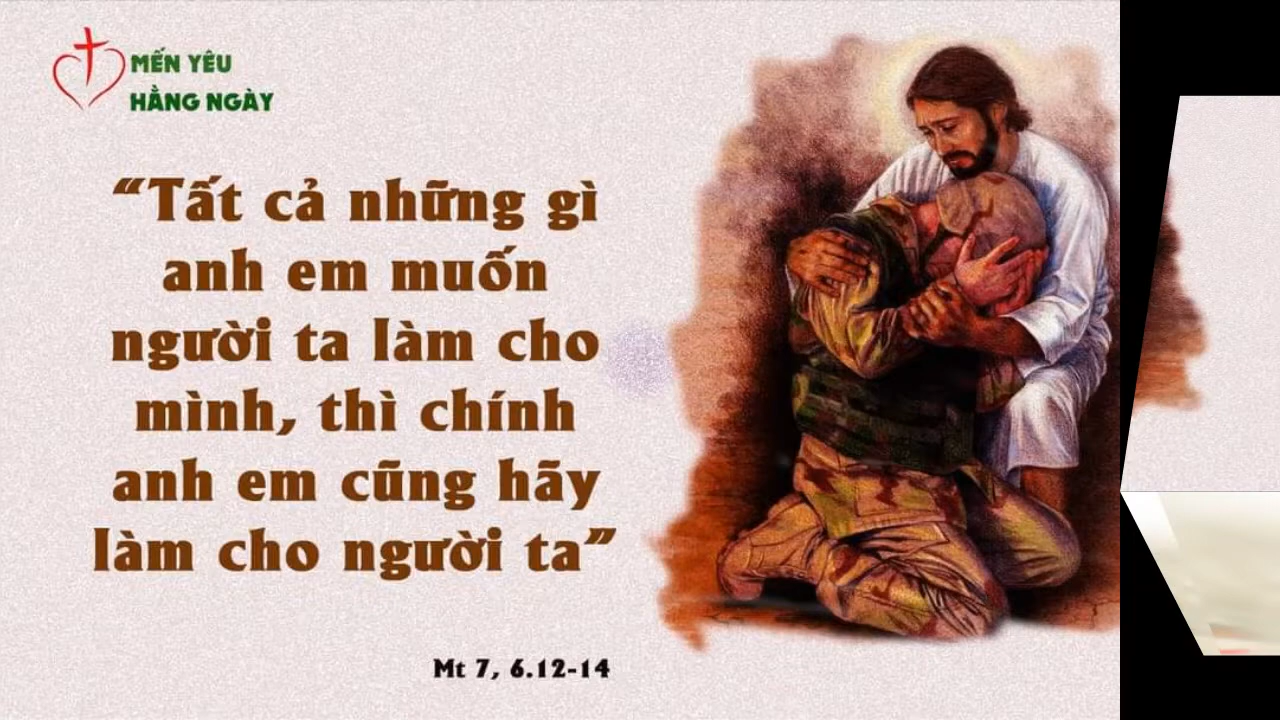 MẾN YÊU
HẰNG NGÀY
“Tất cả những gì
anh em muốn
người ta làm cho
mình, thì chính
anh em cũng hãy
làm cho người ta”
Mt 7, 6.12-14